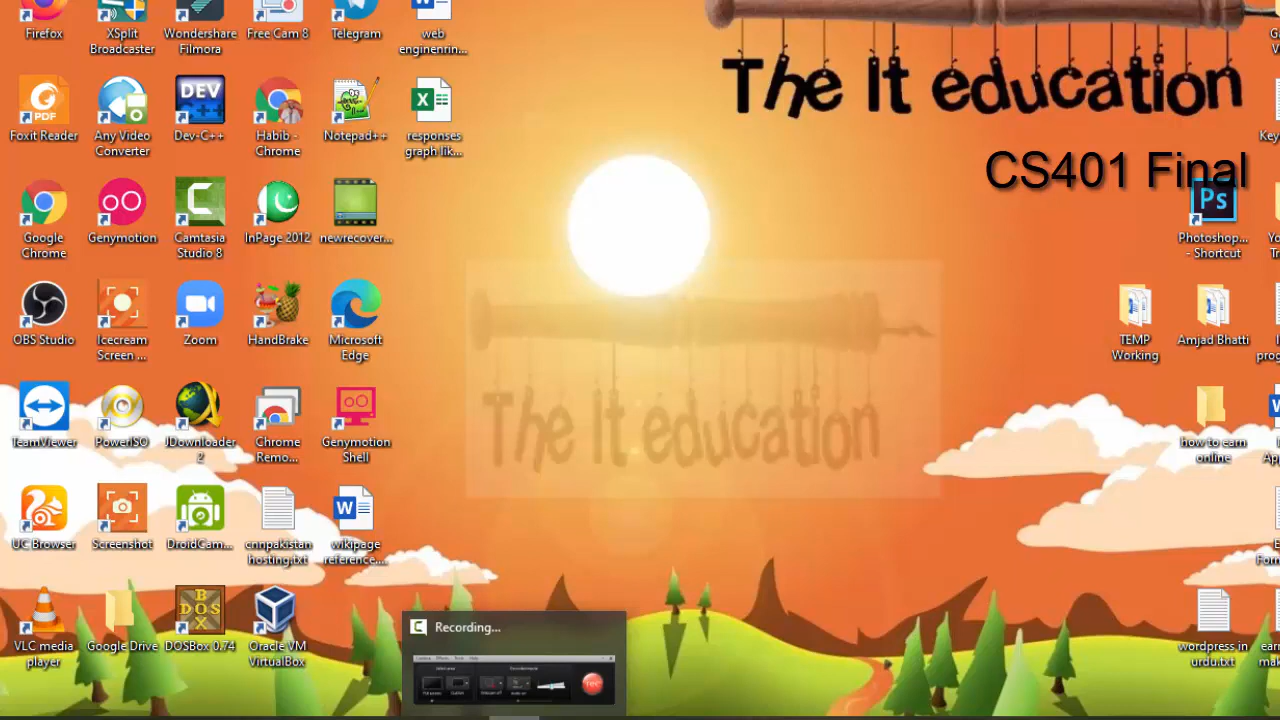 The It education
CS401 Final
Firefox
XSplit
Broadcaster
Wondershare
Filmora
Free Cam 8
Telegram
web
enginenrin...
Foxit Reader
Any Video
Converter
Dev-C++
Habib -
Chrome
Notepad++
responses
graph lik...
Google
Chrome
Genymotion
Camtasia
Studio 8
InPage 2012
newrecover...
Photoshop...
- Shortcut
OBS Studio
Icecream
Screen ...
Zoom
HandBrake
Microsoft
Edge
TEMP
Working
Amjad Bhatti
The It education
TeamViewer
PowerISO
JDownloader
2
Chrome
Remo...
Genymotion
Shell
how to earn
online
UC Browser
Screenshot
DroidCam...
cnnpakistan
hosting.txt
wikipage
reference....
VLC media
player
Google Drive
DOSBox 0.74
Oracle VM
VirtualBox
wordpress in
urdu.txt
Recording...